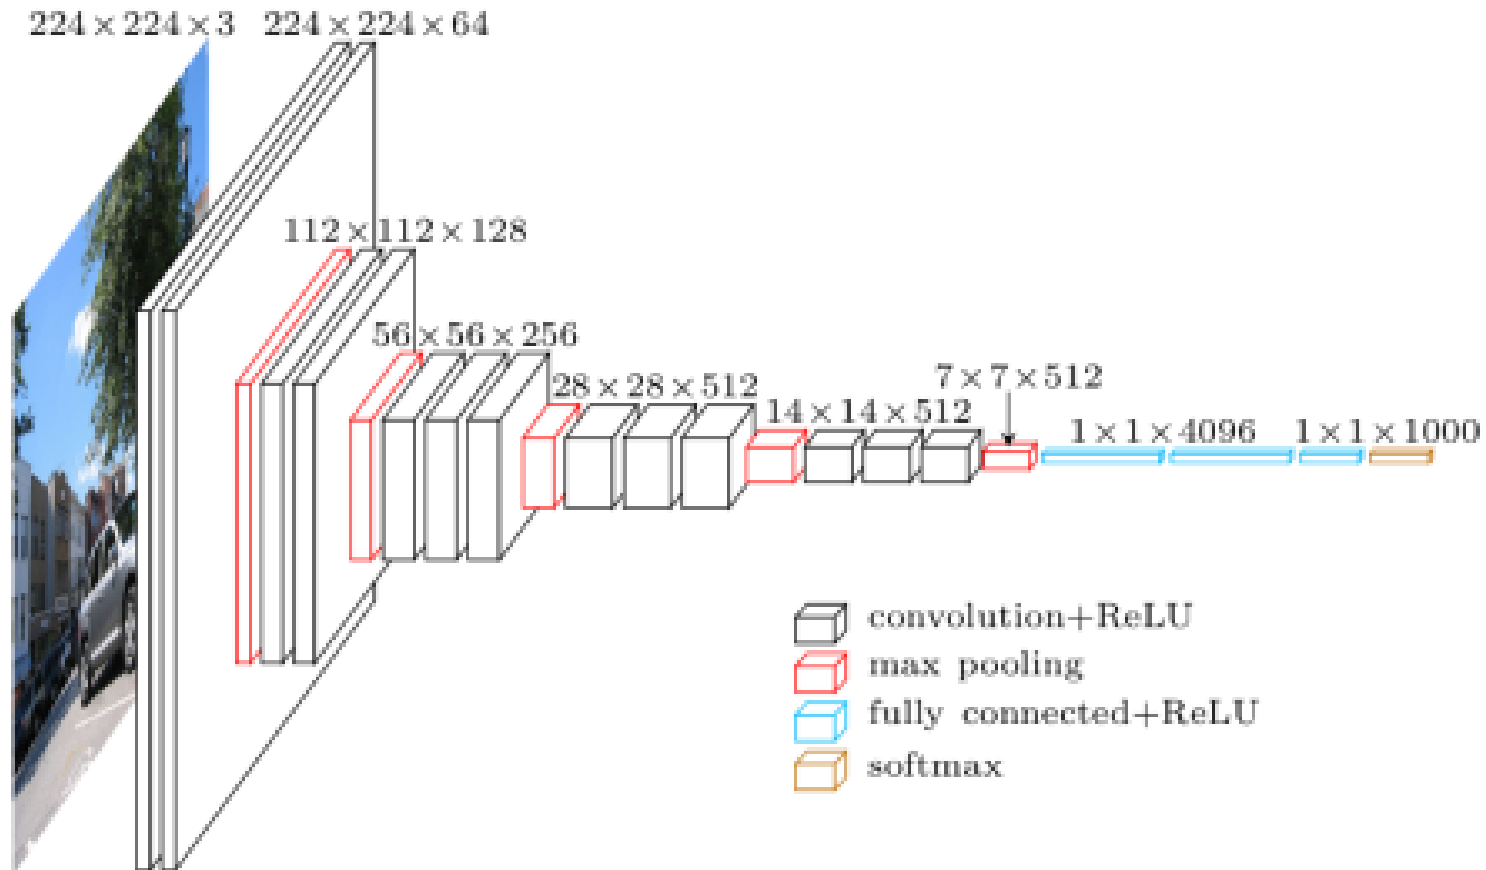 224 × 224 × 3
224 × 224 × 64
112 × 112 × 128
56 × 56 × 256
28 × 28 × 512
14 × 14 × 512
7 × 7 × 512
1 × 1 × 4096
1 × 1 × 1000
convolution+ReLU
max pooling
fully connected+ReLU
softmax